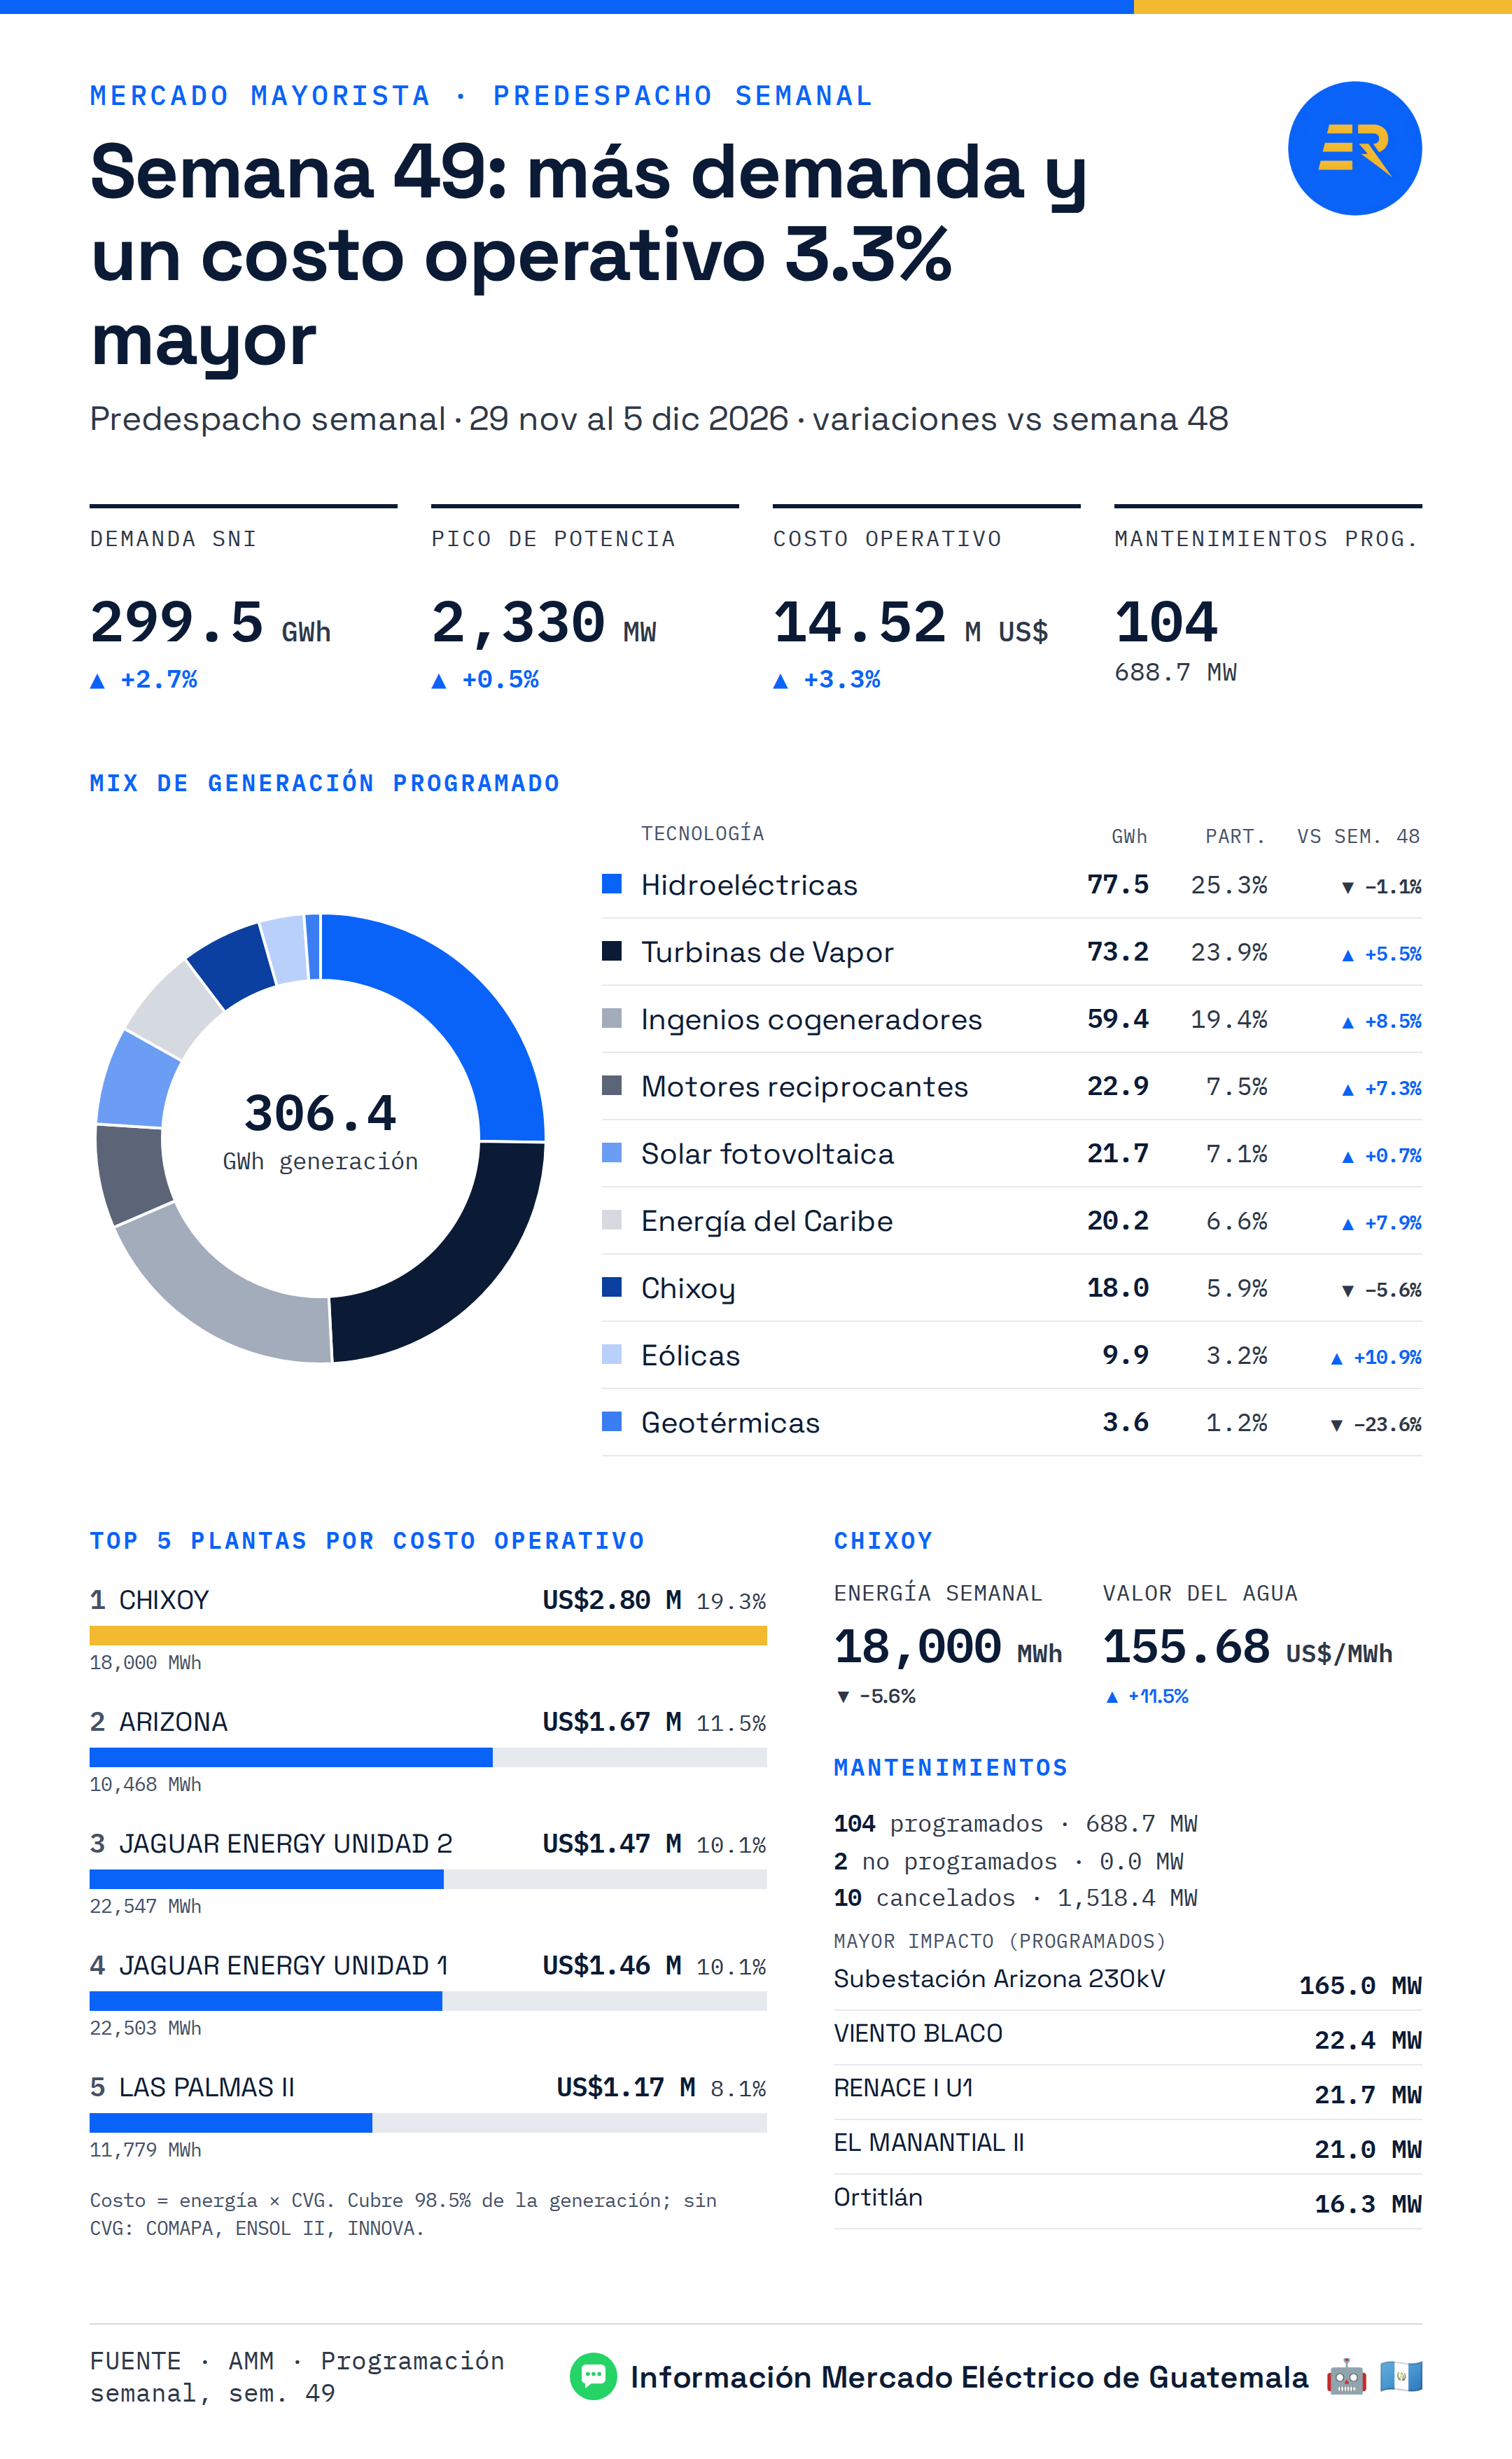 MERCADO MAYORISTA · PREDESPACHO SEMANAL
ER
Semana 49: más demanda y
un costo operativo 3.3%
mayor
Predespacho semanal · 29 nov al 5 dic 2026 · variaciones vs semana 48
DEMANDA SNI
299.5 GWh
▲ +2.7%
PICO DE POTENCIA
2,330 MW
▲ +0.5%
COSTO OPERATIVO
14.52 M US$
▲ +3.3%
MANTENIMIENTOS PROG.
104
688.7 MW
MIX DE GENERACIÓN PROGRAMADO
306.4
GWh generación
TECNOLOGÍA GWh PART. VS SEM. 48
Hidroeléctricas 77.5 25.3% ▼ −1.1%
Turbinas de Vapor 73.2 23.9% ▲ +5.5%
Ingenios cogeneradores 59.4 19.4% ▲ +8.5%
Motores reciprocantes 22.9 7.5% ▲ +7.3%
Solar fotovoltaica 21.7 7.1% ▲ +0.7%
Energía del Caribe 20.2 6.6% ▲ +7.9%
Chixoy 18.0 5.9% ▼ −5.6%
Eólicas 9.9 3.2% ▲ +10.9%
Geotérmicas 3.6 1.2% ▼ −23.6%
TOP 5 PLANTAS POR COSTO OPERATIVO
1 CHIXOY US$2.80 M 19.3%
18,000 MWh
2 ARIZONA US$1.67 M 11.5%
10,468 MWh
3 JAGUAR ENERGY UNIDAD 2 US$1.47 M 10.1%
22,547 MWh
4 JAGUAR ENERGY UNIDAD 1 US$1.46 M 10.1%
22,503 MWh
5 LAS PALMAS II US$1.17 M 8.1%
11,779 MWh
Costo = energía × CVG. Cubre 98.5% de la generación; sin
CVG: COMAPA, ENSOL II, INNOVA.
CHIXOY
ENERGÍA SEMANAL
18,000 MWh
▼ −5.6%
VALOR DEL AGUA
155.68 US$/MWh
▲ +11.5%
MANTENIMIENTOS
104 programados · 688.7 MW
2 no programados · 0.0 MW
10 cancelados · 1,518.4 MW
MAYOR IMPACTO (PROGRAMADOS)
Subestación Arizona 230kV 165.0 MW
VIENTO BLACO 22.4 MW
RENACE I U1 21.7 MW
EL MANANTIAL II 21.0 MW
Ortitlán 16.3 MW
FUENTE · AMM · Programación
semanal, sem. 49
Información Mercado Eléctrico de Guatemala 🤖 🇬🇹